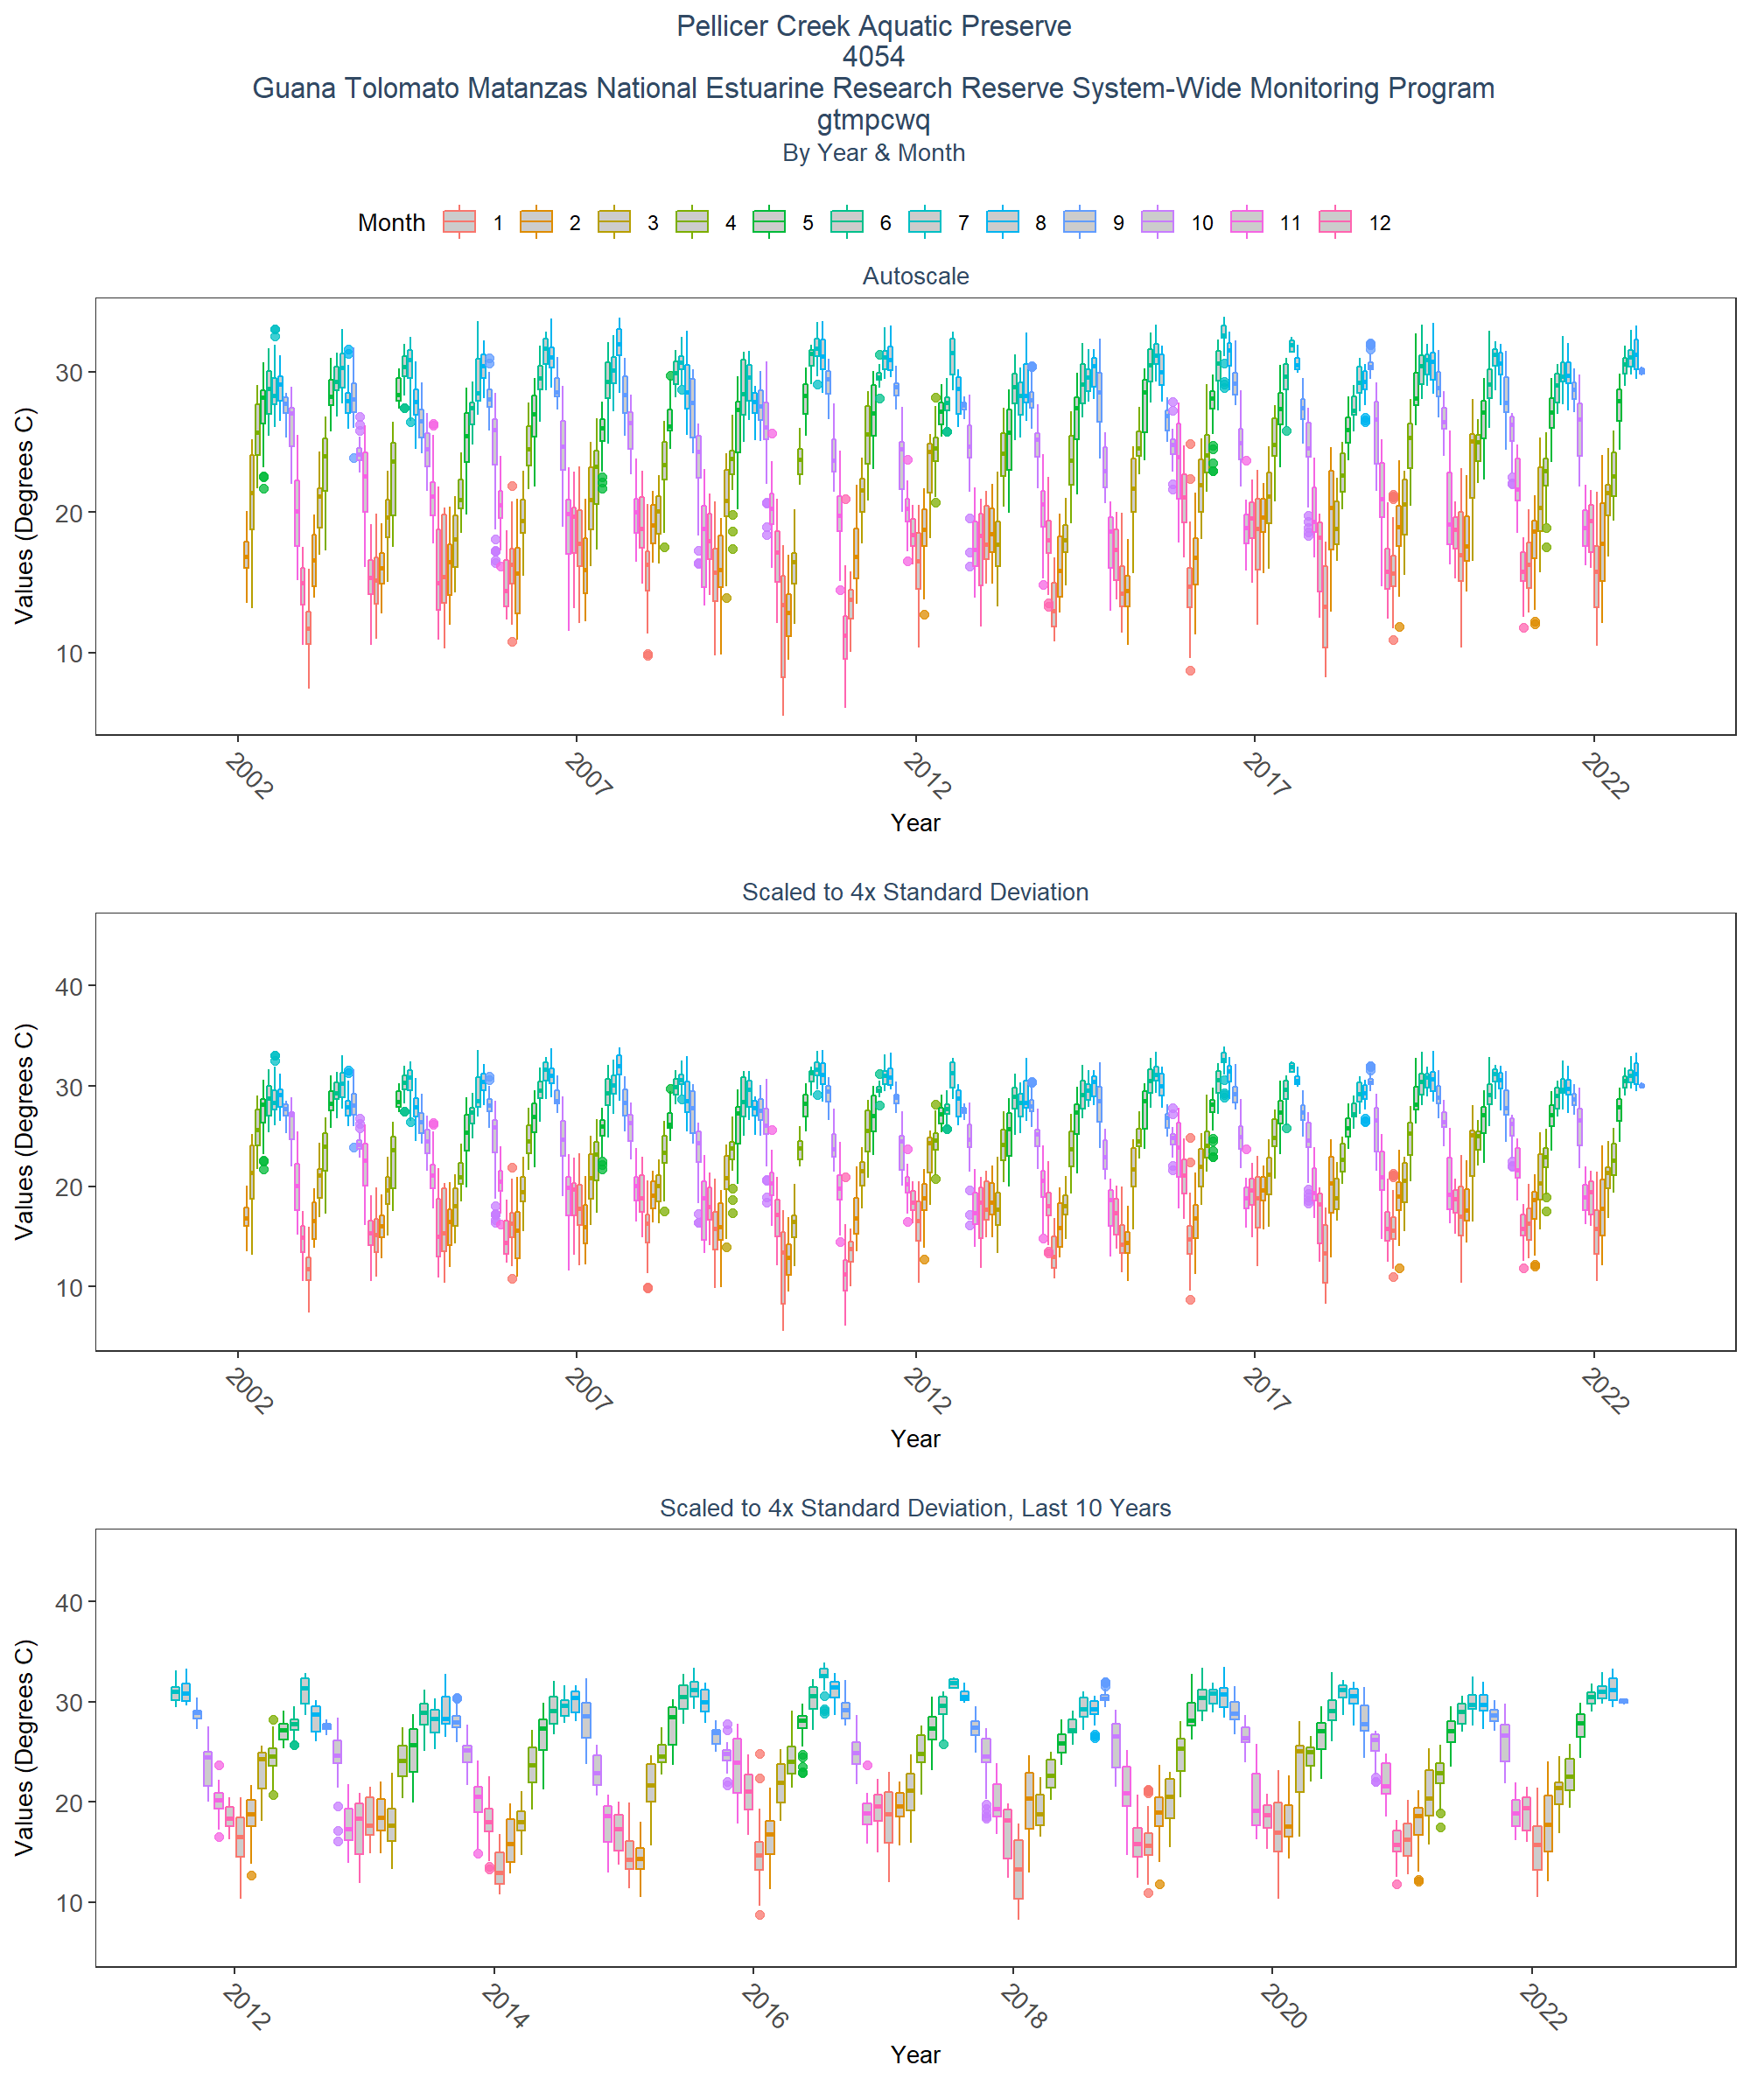 Pellicer Creek Aquatic Preserve
4054
Guana Tolomato Matanzas National Estuarine Research Reserve System-Wide Monitoring Program
gtmpcwq
By Year & Month
Month 1 2 3 4 5 6 7 8 9 10 11 12
Autoscale
Values (Degrees C)
30
20
10
2002 2007 2012 2017 2022
Year
Scaled to 4x Standard Deviation
Values (Degrees C)
40
30
20
10
2002 2007 2012 2017 2022
Year
Scaled to 4x Standard Deviation, Last 10 Years
Values (Degrees C)
40
30
20
10
2012 2014 2016 2018 2020 2022
Year